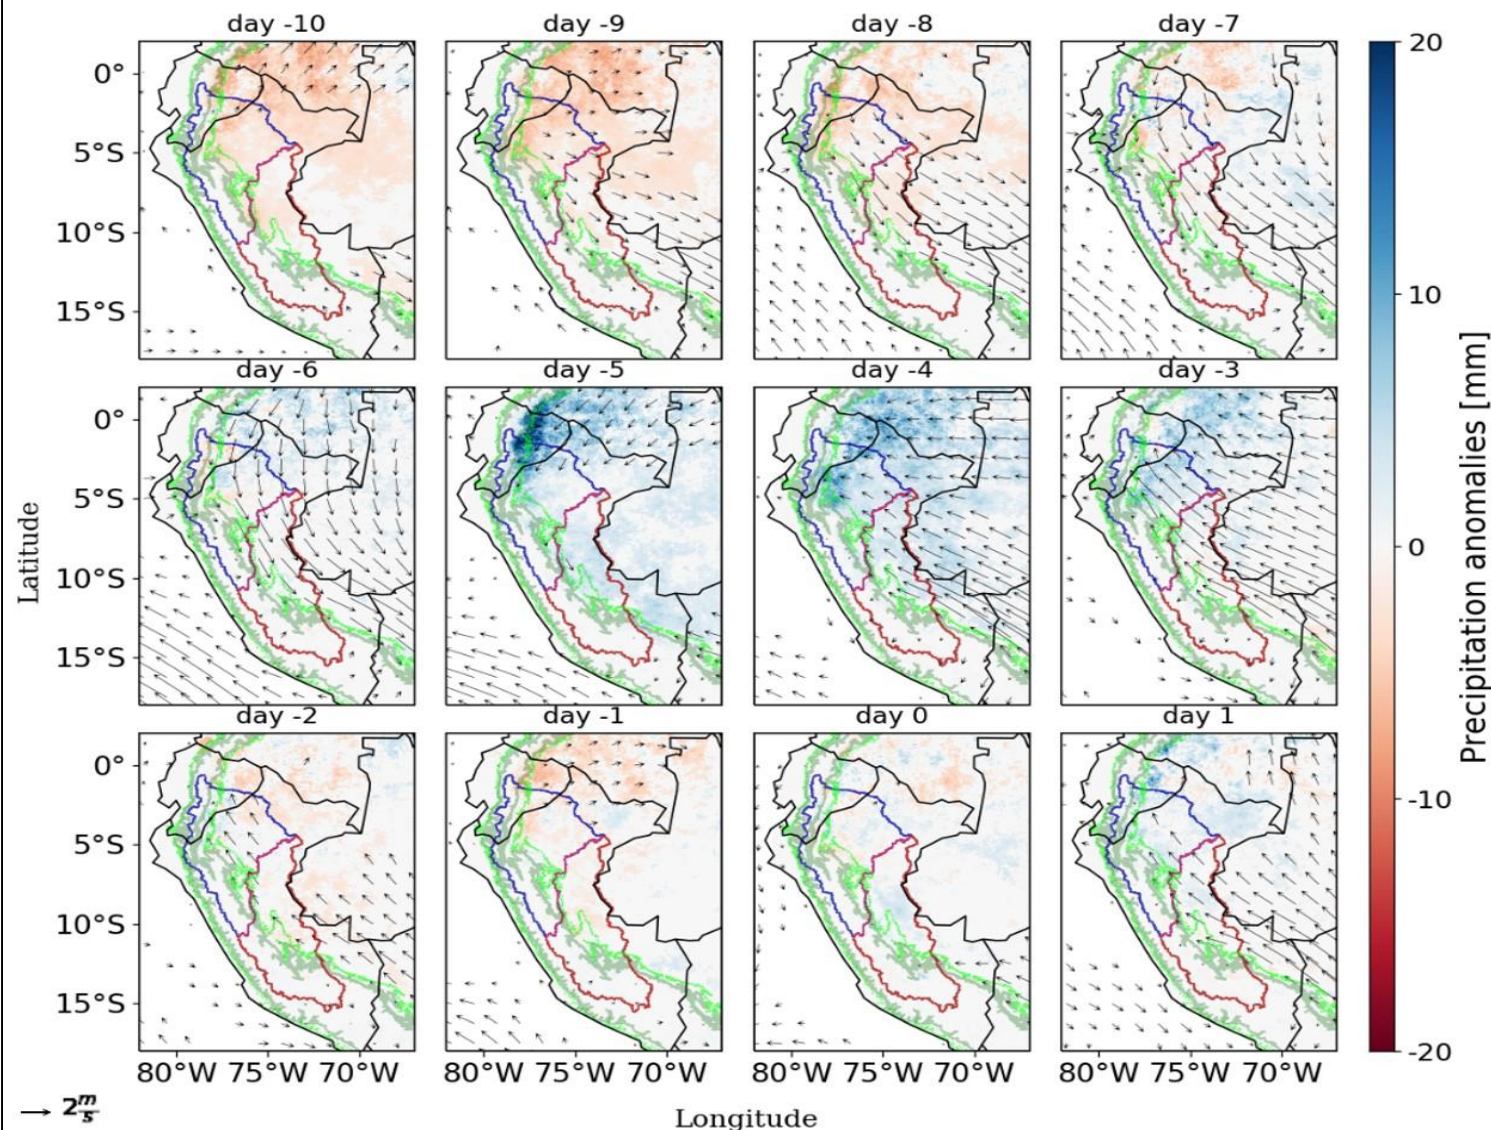 day -10 day -9 day -8 day -7
0°
5°S
10°S
15°S
day -6 day -5 day -4 day -3
0°
5°S
10°S
15°S
day -2 day -1 day 0 day 1
0°
5°S
10°S
15°S
80°W 75°W 70°W 80°W 75°W 70°W 80°W 75°W 70°W 80°W 75°W 70°W
Latitude
Longitude
2 m/s
20
10
0
-10
-20
Precipitation anomalies [mm]